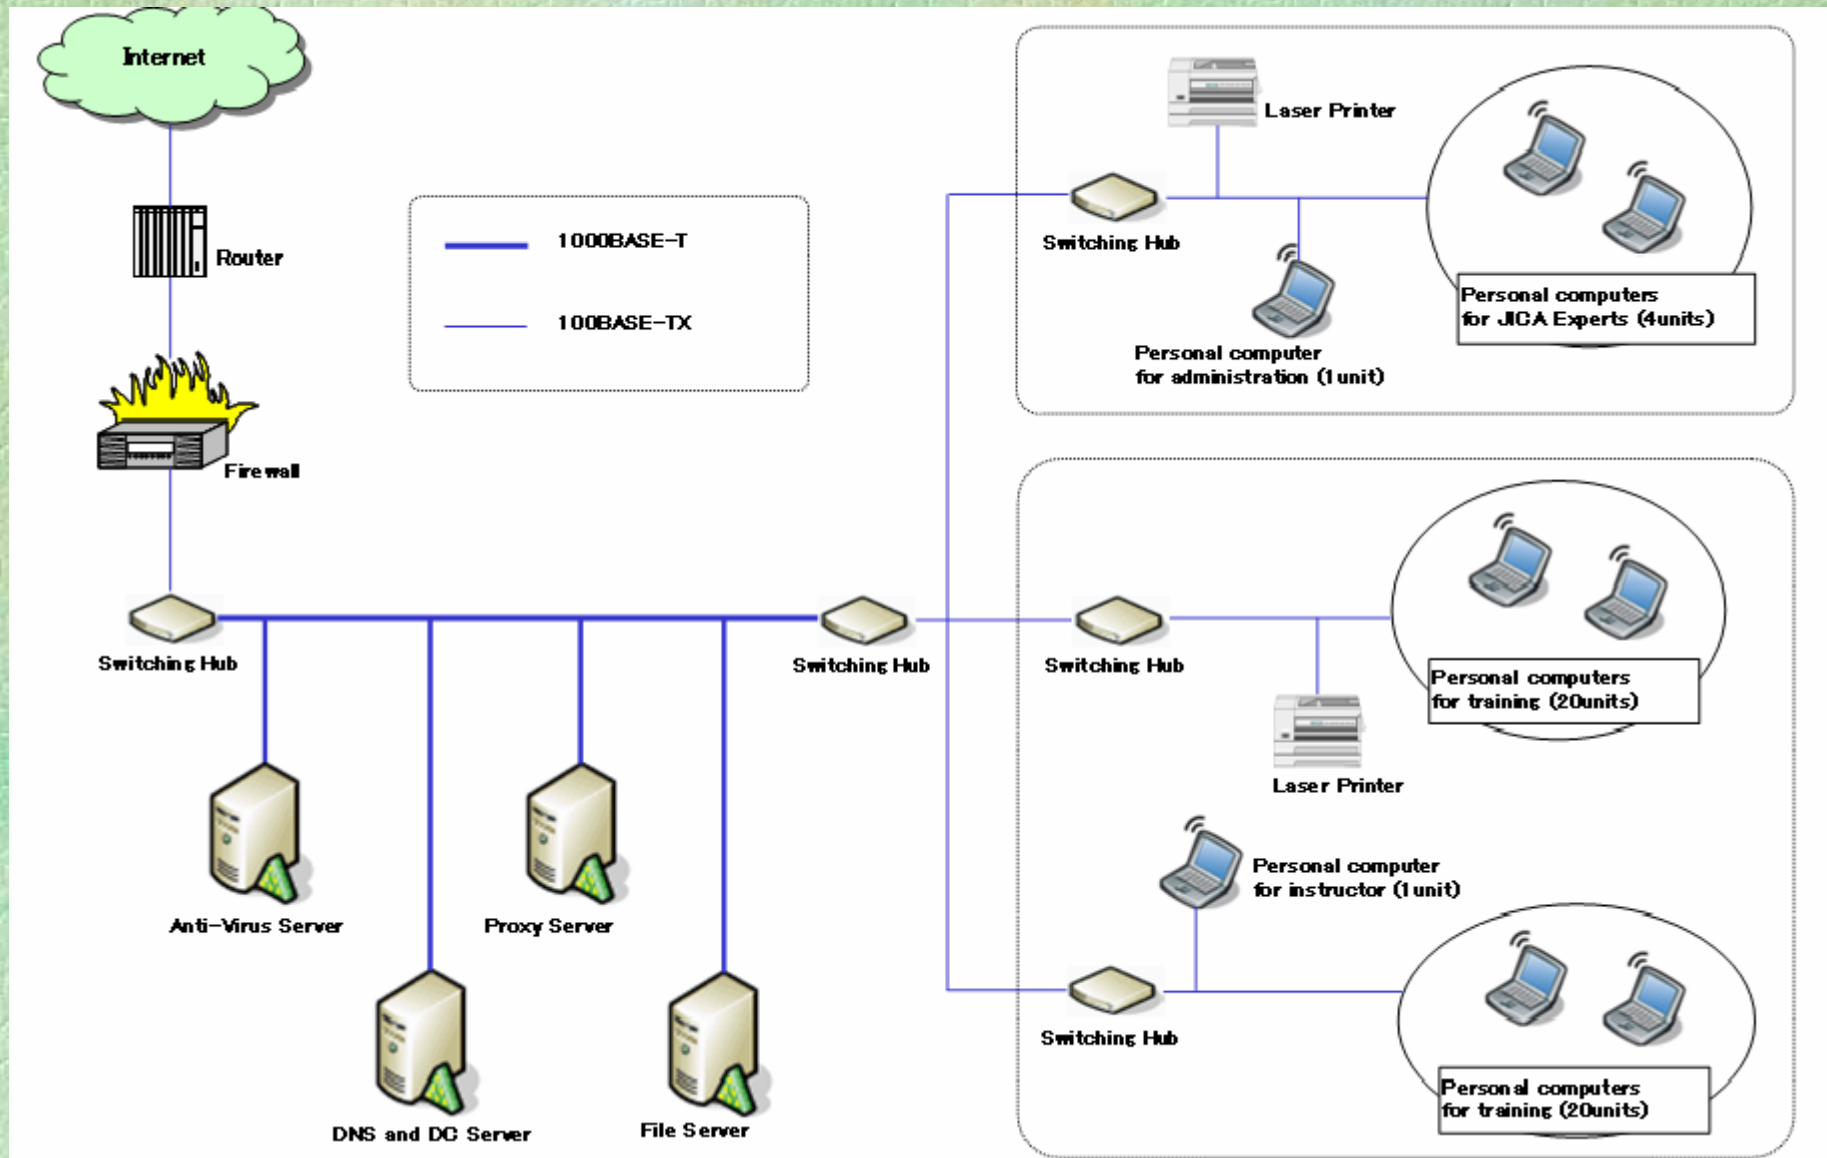 Internet
Router
Firewall
1000BASE-T
100BASE-TX
Laser Printer
Switching Hub
Personal computers
for JICA Experts (4units)
Personal computer
for administration (1unit)
Switching Hub
Switching Hub
Switching Hub
Personal computers
for training (20units)
Laser Printer
Personal computer
for instructor (1unit)
Anti-Virus Server
Proxy Server
Switching Hub
Personal computers
for training (20units)
DNS and DC Server
File Server